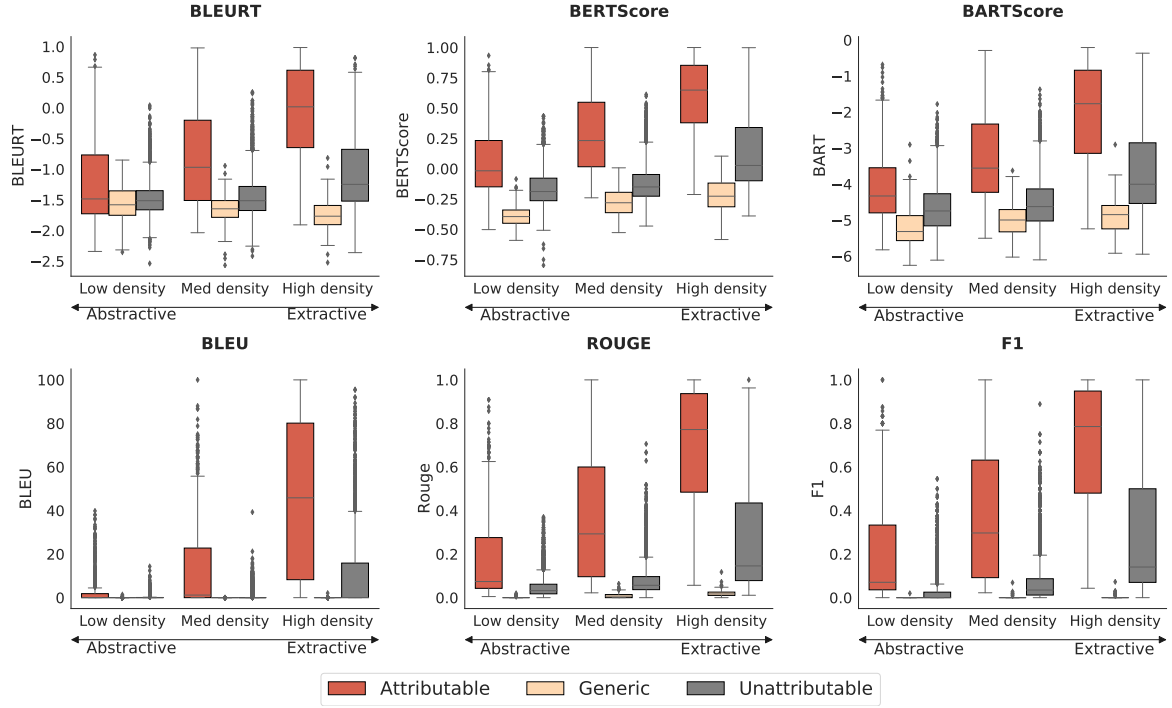 BLEURT
BERTScore
BARTScore
1.0
0.5
0.0
−0.5
−1.0
−1.5
−2.0
−2.5
BLEURT
Low density
Med density
High density
Abstractive
Extractive
1.00
0.75
0.50
0.25
0.00
−0.25
−0.50
−0.75
BERTScore
Low density
Med density
High density
Abstractive
Extractive
0
−1
−2
−3
−4
−5
−6
BART
Low density
Med density
High density
Abstractive
Extractive
BLEU
ROUGE
F1
100
80
60
40
20
0
BLEU
Low density
Med density
High density
Abstractive
Extractive
1.0
0.8
0.6
0.4
0.2
0.0
Rouge
Low density
Med density
High density
Abstractive
Extractive
1.0
0.8
0.6
0.4
0.2
0.0
F1
Low density
Med density
High density
Abstractive
Extractive
Attributable
Generic
Unattributable